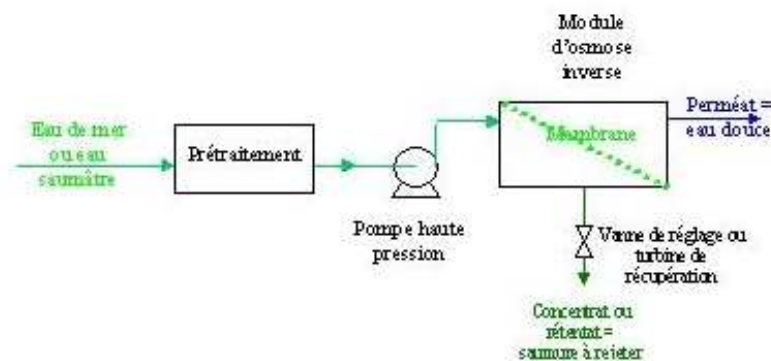 Module
d'osmose
inverse
Eau de mer
ou eau
saumâtre
Prétraitement
Pompe haute
pression
Membrane
Perméat =
eau douce
Vanne de réglage ou
turbine de
récupération
Concentrat ou
rétentat =
saumure à rejeter